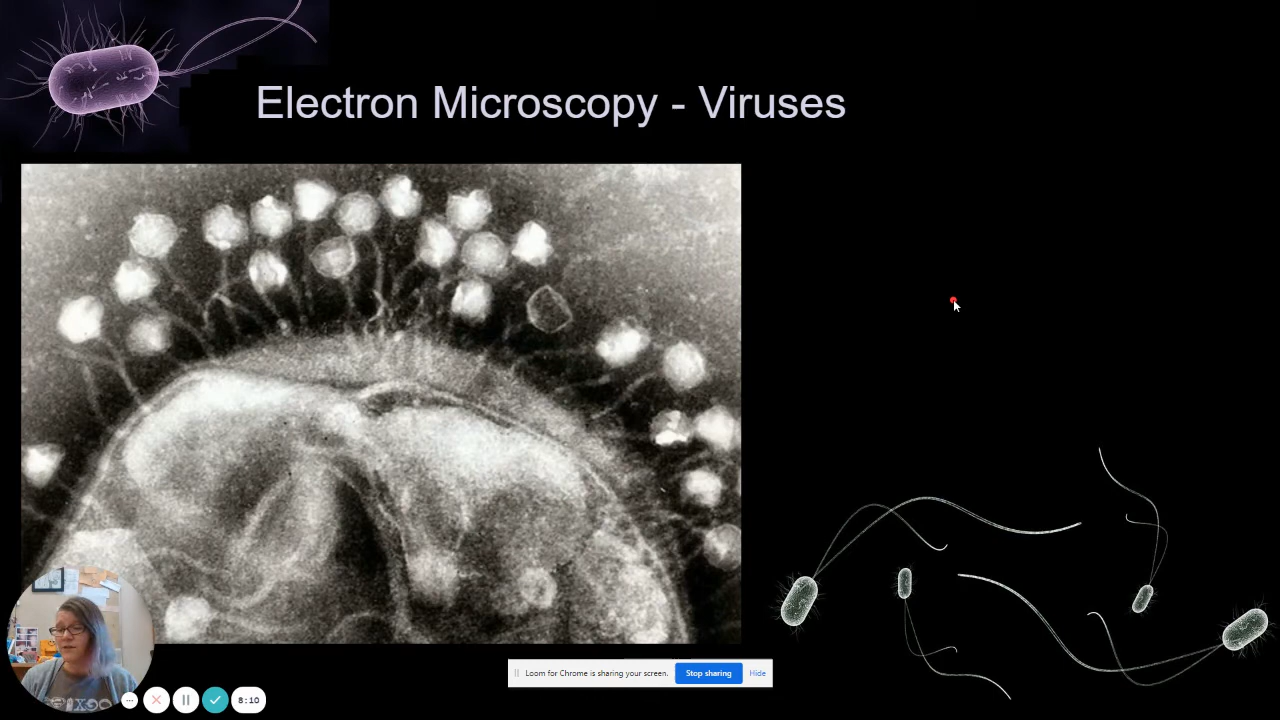 Electron Microscopy - Viruses
Loom for Chrome is sharing your screen.
Stop sharing
Hide
8:10